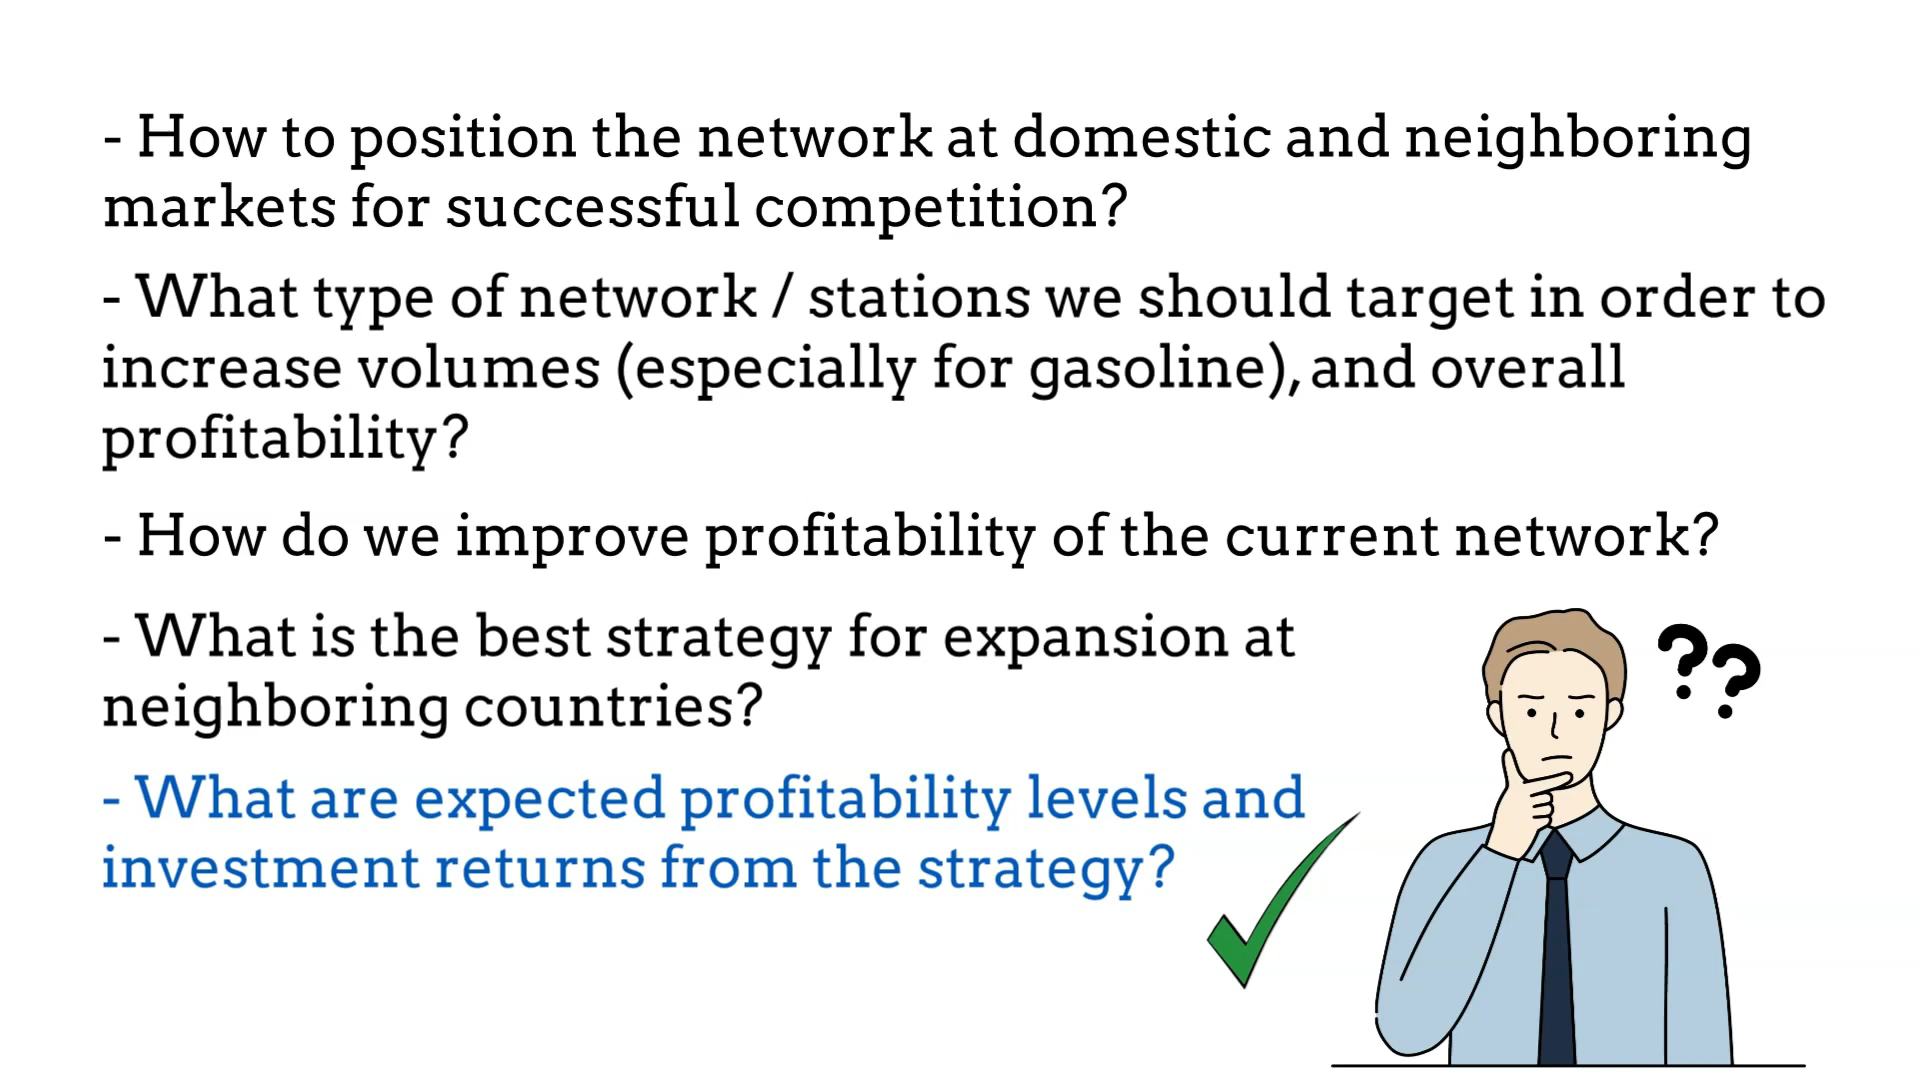 - How to position the network at domestic and neighboring
markets for successful competition?
- What type of network / stations we should target in order to
increase volumes (especially for gasoline), and overall
profitability?
- How do we improve profitability of the current network?
- What is the best strategy for expansion at
neighboring countries?
- What are expected profitability levels and
investment returns from the strategy?
??